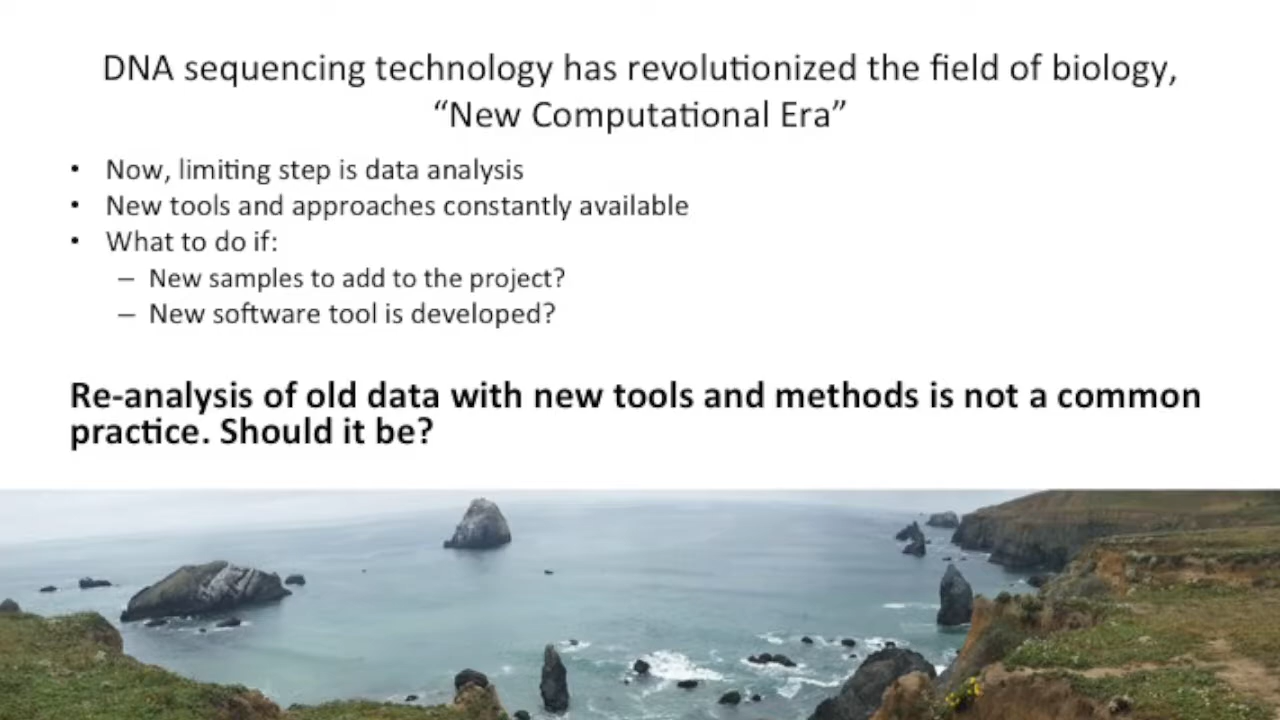 DNA sequencing technology has revolutionized the field of biology,
“New Computational Era”
• Now, limiting step is data analysis
• New tools and approaches constantly available
• What to do if:
– New samples to add to the project?
– New software tool is developed?
Re-analysis of old data with new tools and methods is not a common
practice. Should it be?